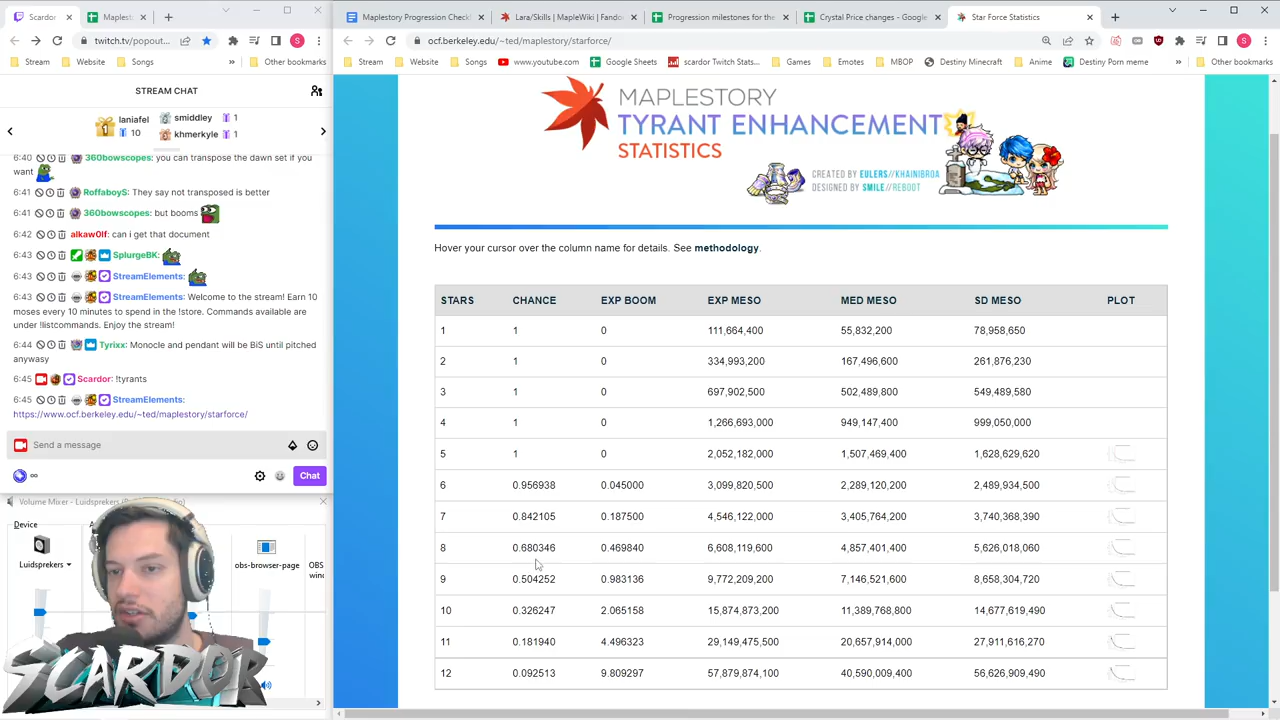 Scardor
Maplest
Maplestory Progression Check
Lara/Skills | MapleWiki | Fandor
Progression milestones for the
Crystal Price changes - Google
Star Force Statistics
twitch.tv/popout
ocf.berkeley.edu/~ted/maplestory/starforce/
Stream
Website
Songs
Other bookmarks
Stream
Website
Songs
www.youtube.com
Google Sheets
scardor Twitch Stats...
Games
Emotes
MBOP
Destiny Minecraft
Anime
Destiny Porn meme
Other bookmarks
STREAM CHAT
laniafel
10
smiddley 1
khmerkyle 1
6:40 360bowscopes: you can transpose the dawn set if you
want
6:41 RoffaboyS: They say not transposed is better
6:41 360bowscopes: but booms
6:42 alkaw0lf: can i get that document
6:43 SplurgeBK:
6:43 StreamElements:
6:43 StreamElements: Welcome to the stream! Earn 10
moses every 10 minutes to spend in the !store. Commands available are
under !listcommands. Enjoy the stream!
6:44 Tyrixx: Monocle and pendant will be BiS until pitched
anywasy
6:45 Scardor: !tyrants
6:45 StreamElements:
https://www.ocf.berkeley.edu/~ted/maplestory/starforce/
Send a message
Chat
Volume Mixer - Luidsprekers
Device
Luidsprekers
obs-browser-page
OBS
SCARDOR
MAPLESTORY
TYRANT ENHANCEMENT
STATISTICS
CREATED BY EULERS//KHAINIBROA
DESIGNED BY SMILE//REBOOT
Hover your cursor over the column name for details. See methodology.
STARS CHANCE EXP BOOM EXP MESO MED MESO SD MESO PLOT
1 1 0 111,664,400 55,832,200 78,958,650
2 1 0 334,993,200 167,496,600 261,876,230
3 1 0 697,902,500 502,489,800 549,489,580
4 1 0 1,266,693,000 949,147,400 999,050,000
5 1 0 2,052,182,000 1,507,469,400 1,628,629,620
6 0.956938 0.045000 3,099,820,500 2,289,120,200 2,489,934,500
7 0.842105 0.187500 4,546,122,000 3,405,764,200 3,740,368,390
8 0.680346 0.469840 6,608,119,600 4,857,401,400 5,626,018,060
9 0.504252 0.983136 9,772,209,200 7,146,521,600 8,658,304,720
10 0.326247 2.065158 15,874,873,200 11,389,768,800 14,677,619,490
11 0.181940 4.496323 29,149,475,500 20,657,914,000 27,911,616,270
12 0.092513 9.809297 57,879,974,100 40,590,009,400 56,626,909,490